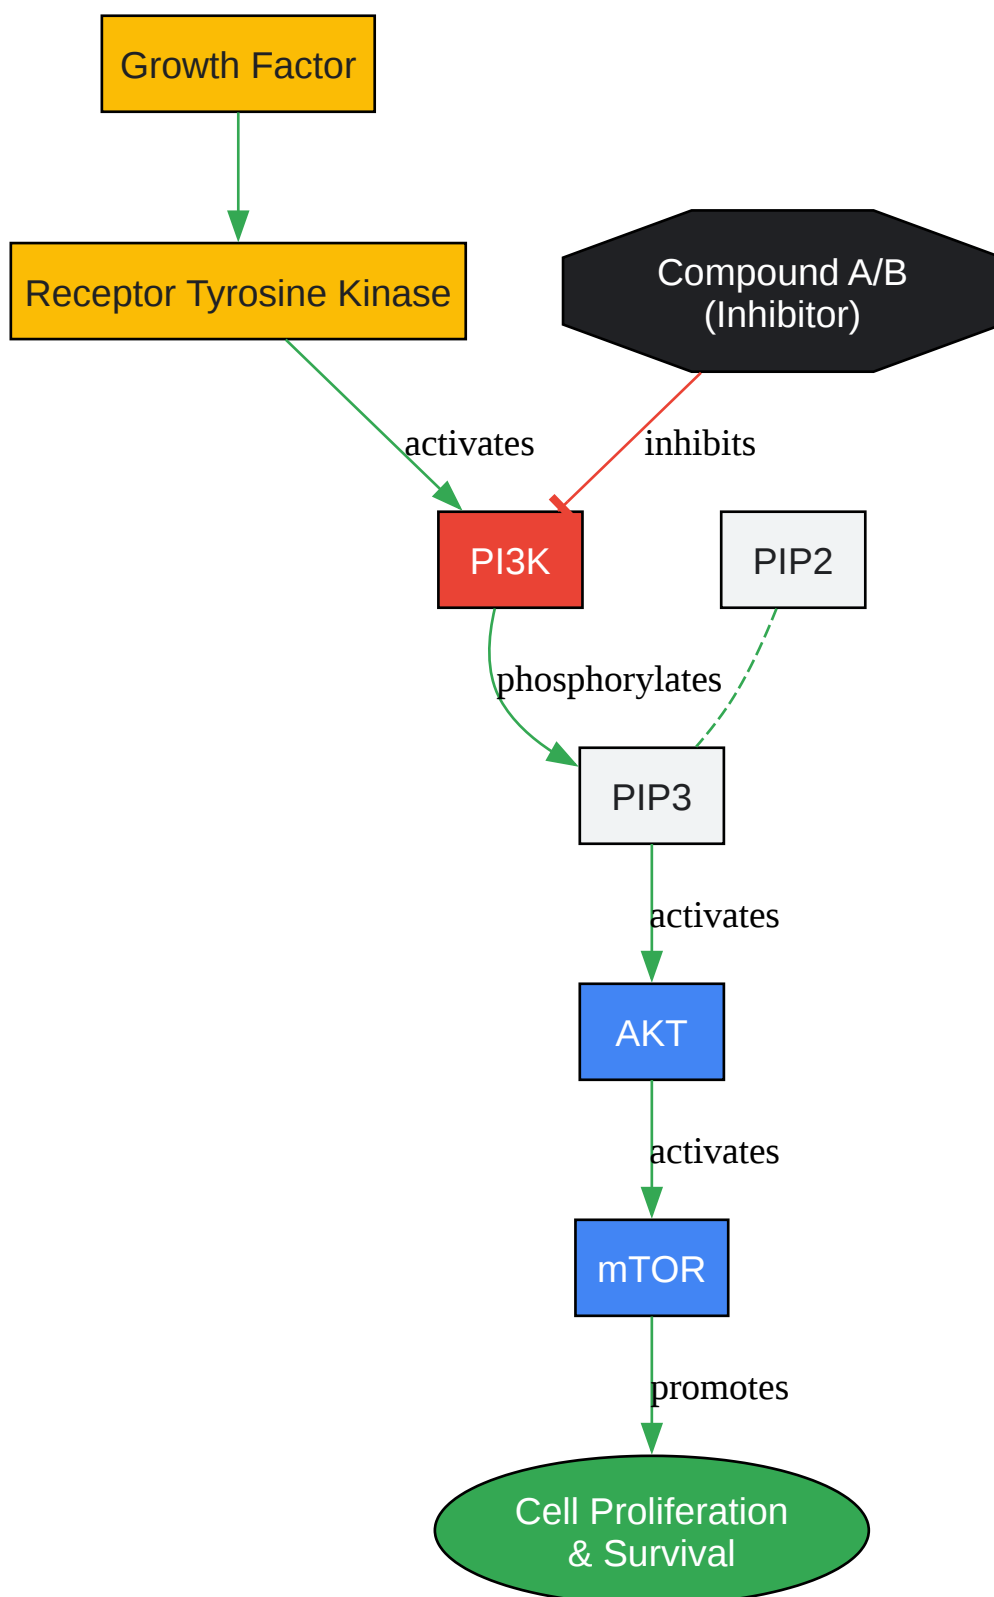 Growth Factor
Receptor Tyrosine Kinase
Compound A/B
(Inhibitor)
activates
inhibits
PI3K
PIP2
phosphorylates
PIP3
activates
AKT
activates
mTOR
promotes
Cell Proliferation
& Survival